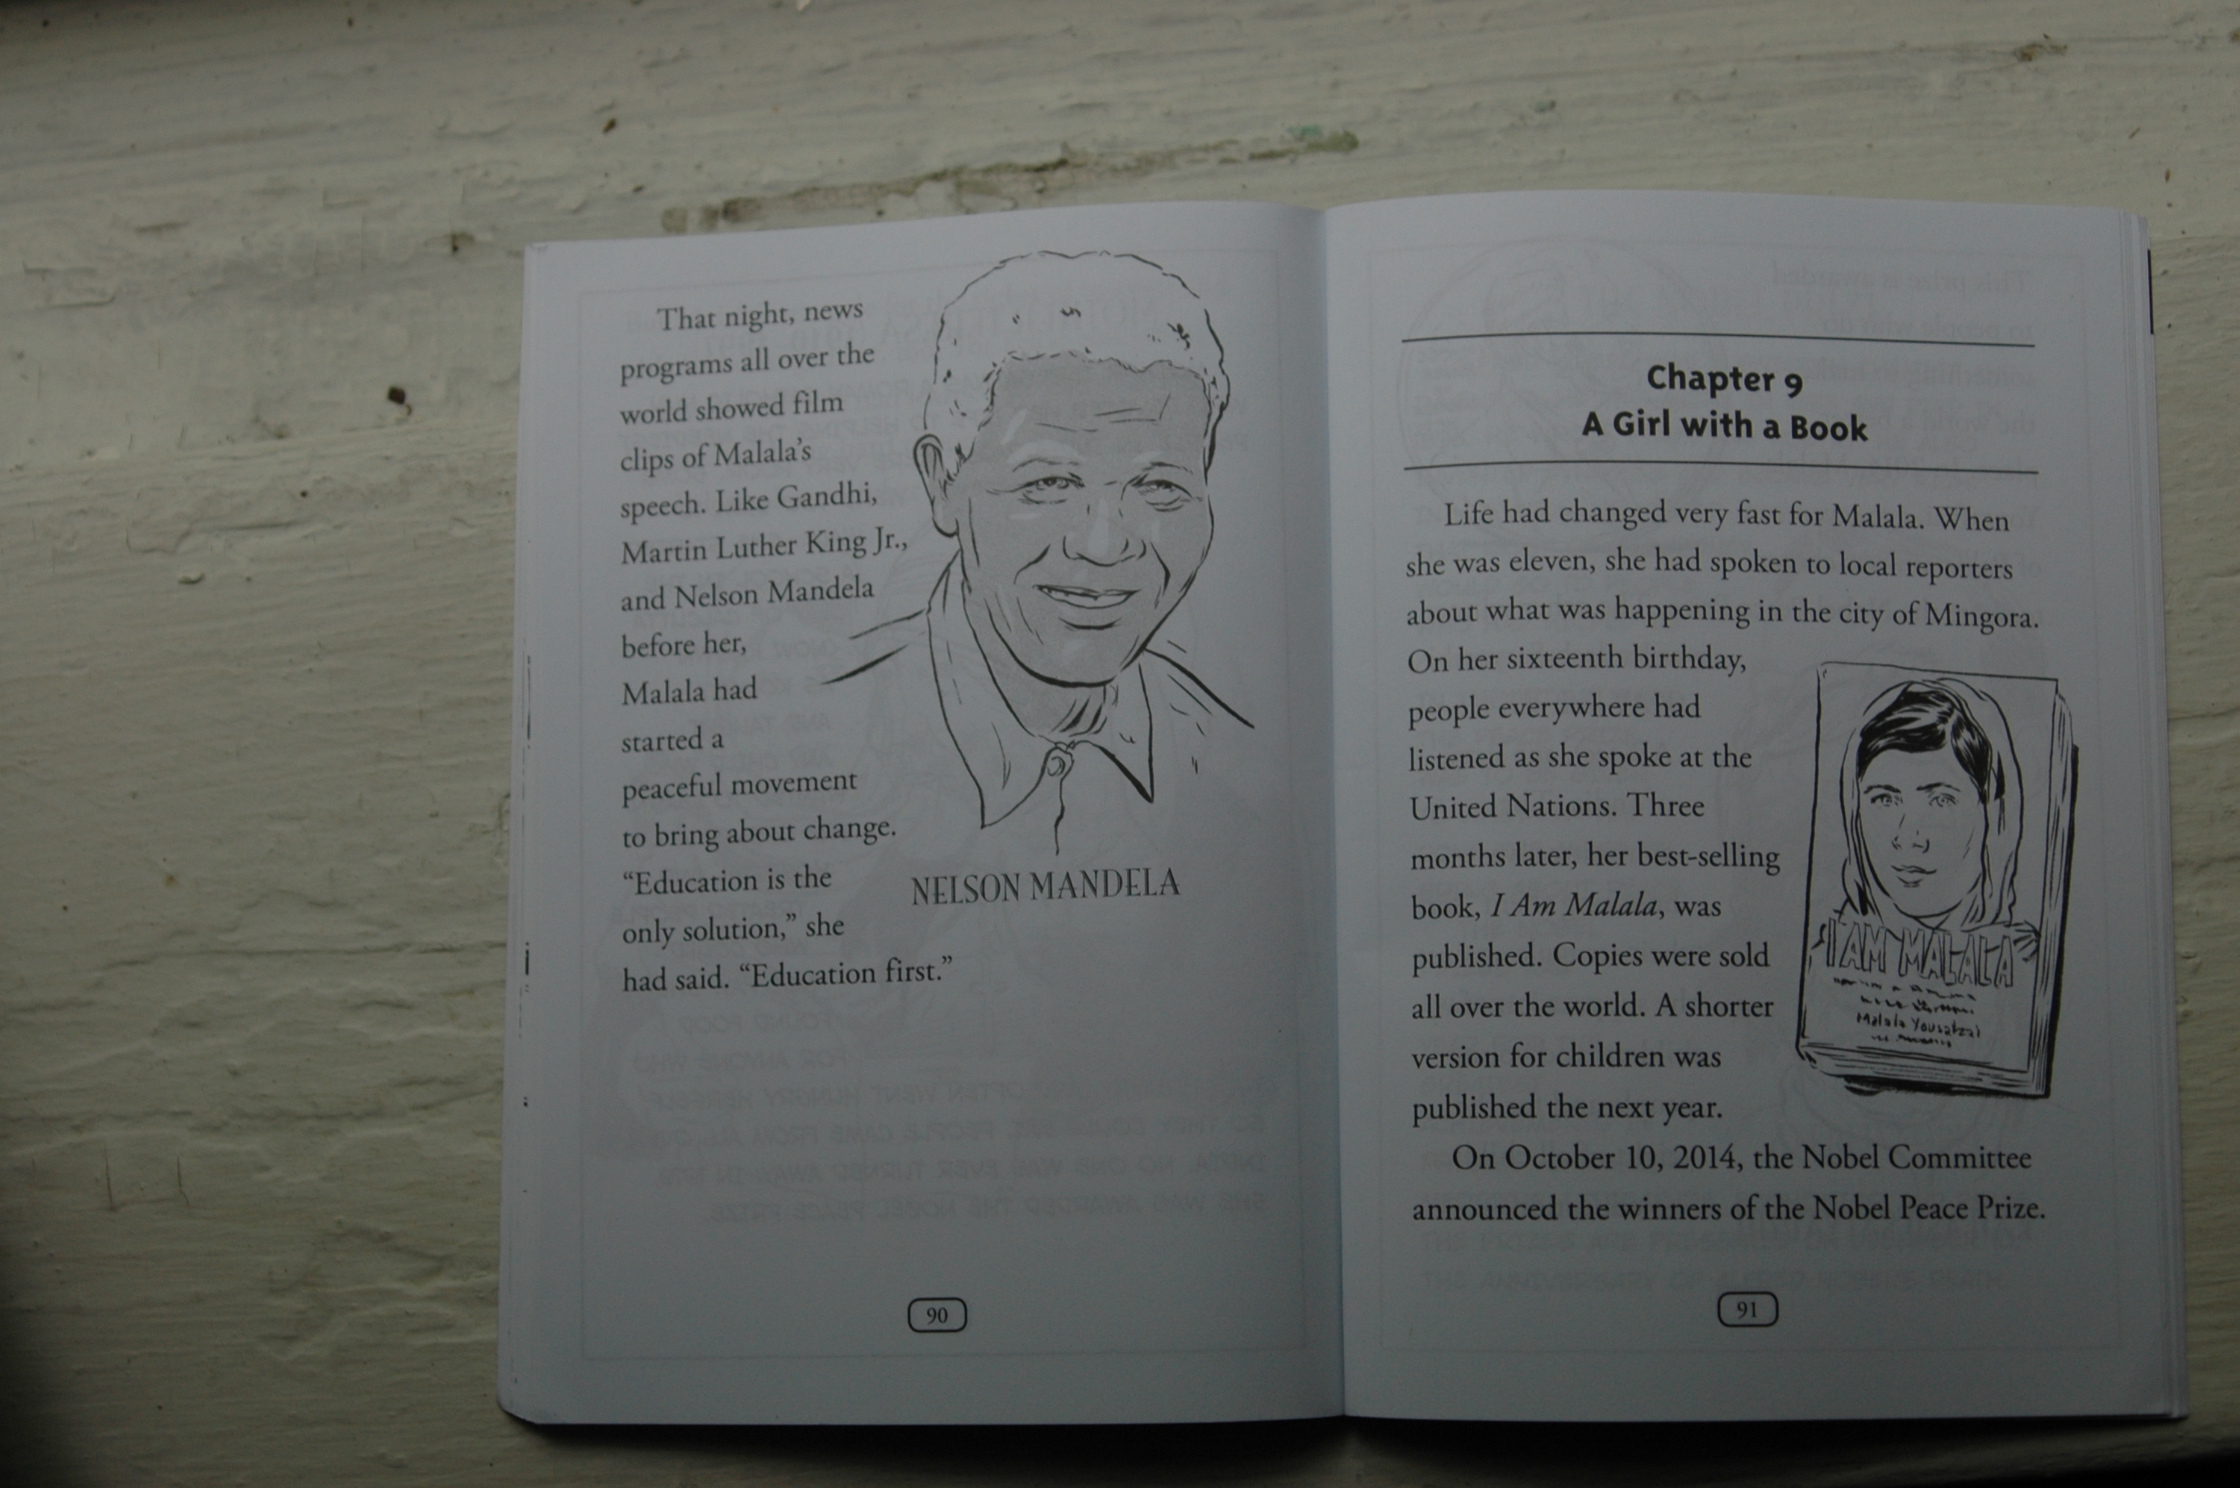 That night, news
programs all over the
world showed film
clips of Malala's
speech. Like Gandhi,
Martin Luther King Jr.,
and Nelson Mandela
before her,
Malala had
started a
peaceful movement
to bring about change.
“Education is the
only solution,” she
had said. “Education first.”
NELSON MANDELA
90
Chapter 9
A Girl with a Book
Life had changed very fast for Malala. When
she was eleven, she had spoken to local reporters
about what was happening in the city of Mingora.
On her sixteenth birthday,
people everywhere had
listened as she spoke at the
United Nations. Three
months later, her best-selling
book, I Am Malala, was
published. Copies were sold
all over the world. A shorter
version for children was
published the next year.
On October 10, 2014, the Nobel Committee
announced the winners of the Nobel Peace Prize.
I AM MALALA
Malala Yousafzai
91